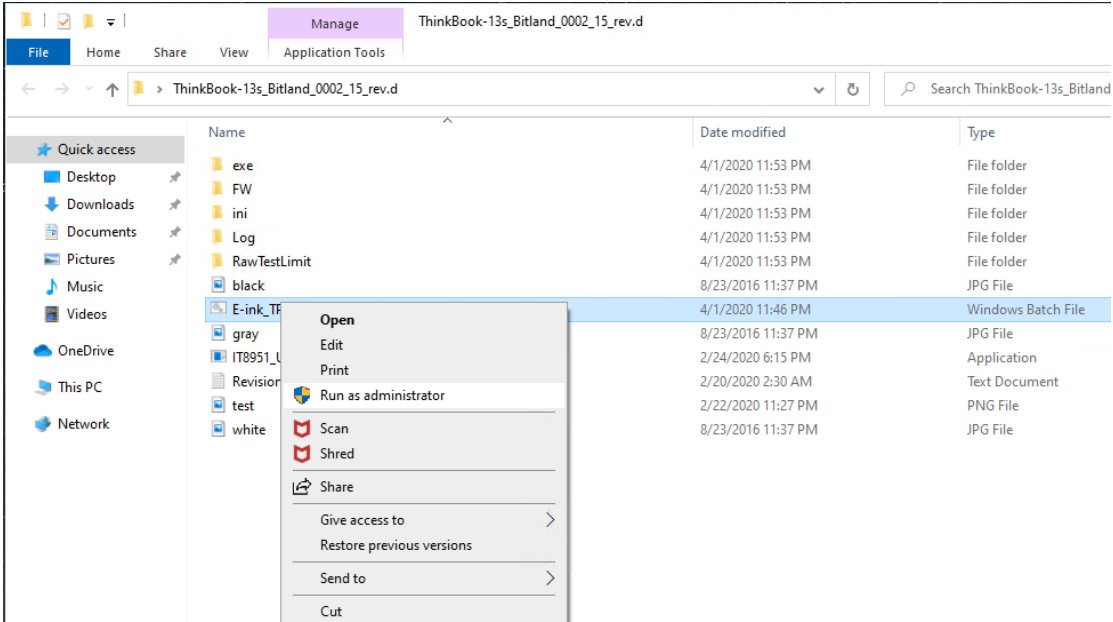 Manage ThinkBook-13s_Bitland_0002_15_rev.d
File Home Share View Application Tools
ThinkBook-13s_Bitland_0002_15_rev.d Search ThinkBook-13s_Bitland
Name Date modified Type
Quick access
Desktop
Downloads
Documents
Pictures
Music
Videos
OneDrive
This PC
Network
exe 4/1/2020 11:53 PM File folder
FW 4/1/2020 11:53 PM File folder
ini 4/1/2020 11:53 PM File folder
Log 4/1/2020 11:53 PM File folder
RawTestLimit 4/1/2020 11:53 PM File folder
black 8/23/2016 11:37 PM JPG File
E-ink_TP 4/1/2020 11:46 PM Windows Batch File
gray 8/23/2016 11:37 PM JPG File
IT8951_U 2/24/2020 6:15 PM Application
Revision 2/20/2020 2:30 AM Text Document
test 2/22/2020 11:27 PM PNG File
white 8/23/2016 11:37 PM JPG File
Open
Edit
Print
Run as administrator
Scan
Shred
Share
Give access to
Restore previous versions
Send to
Cut